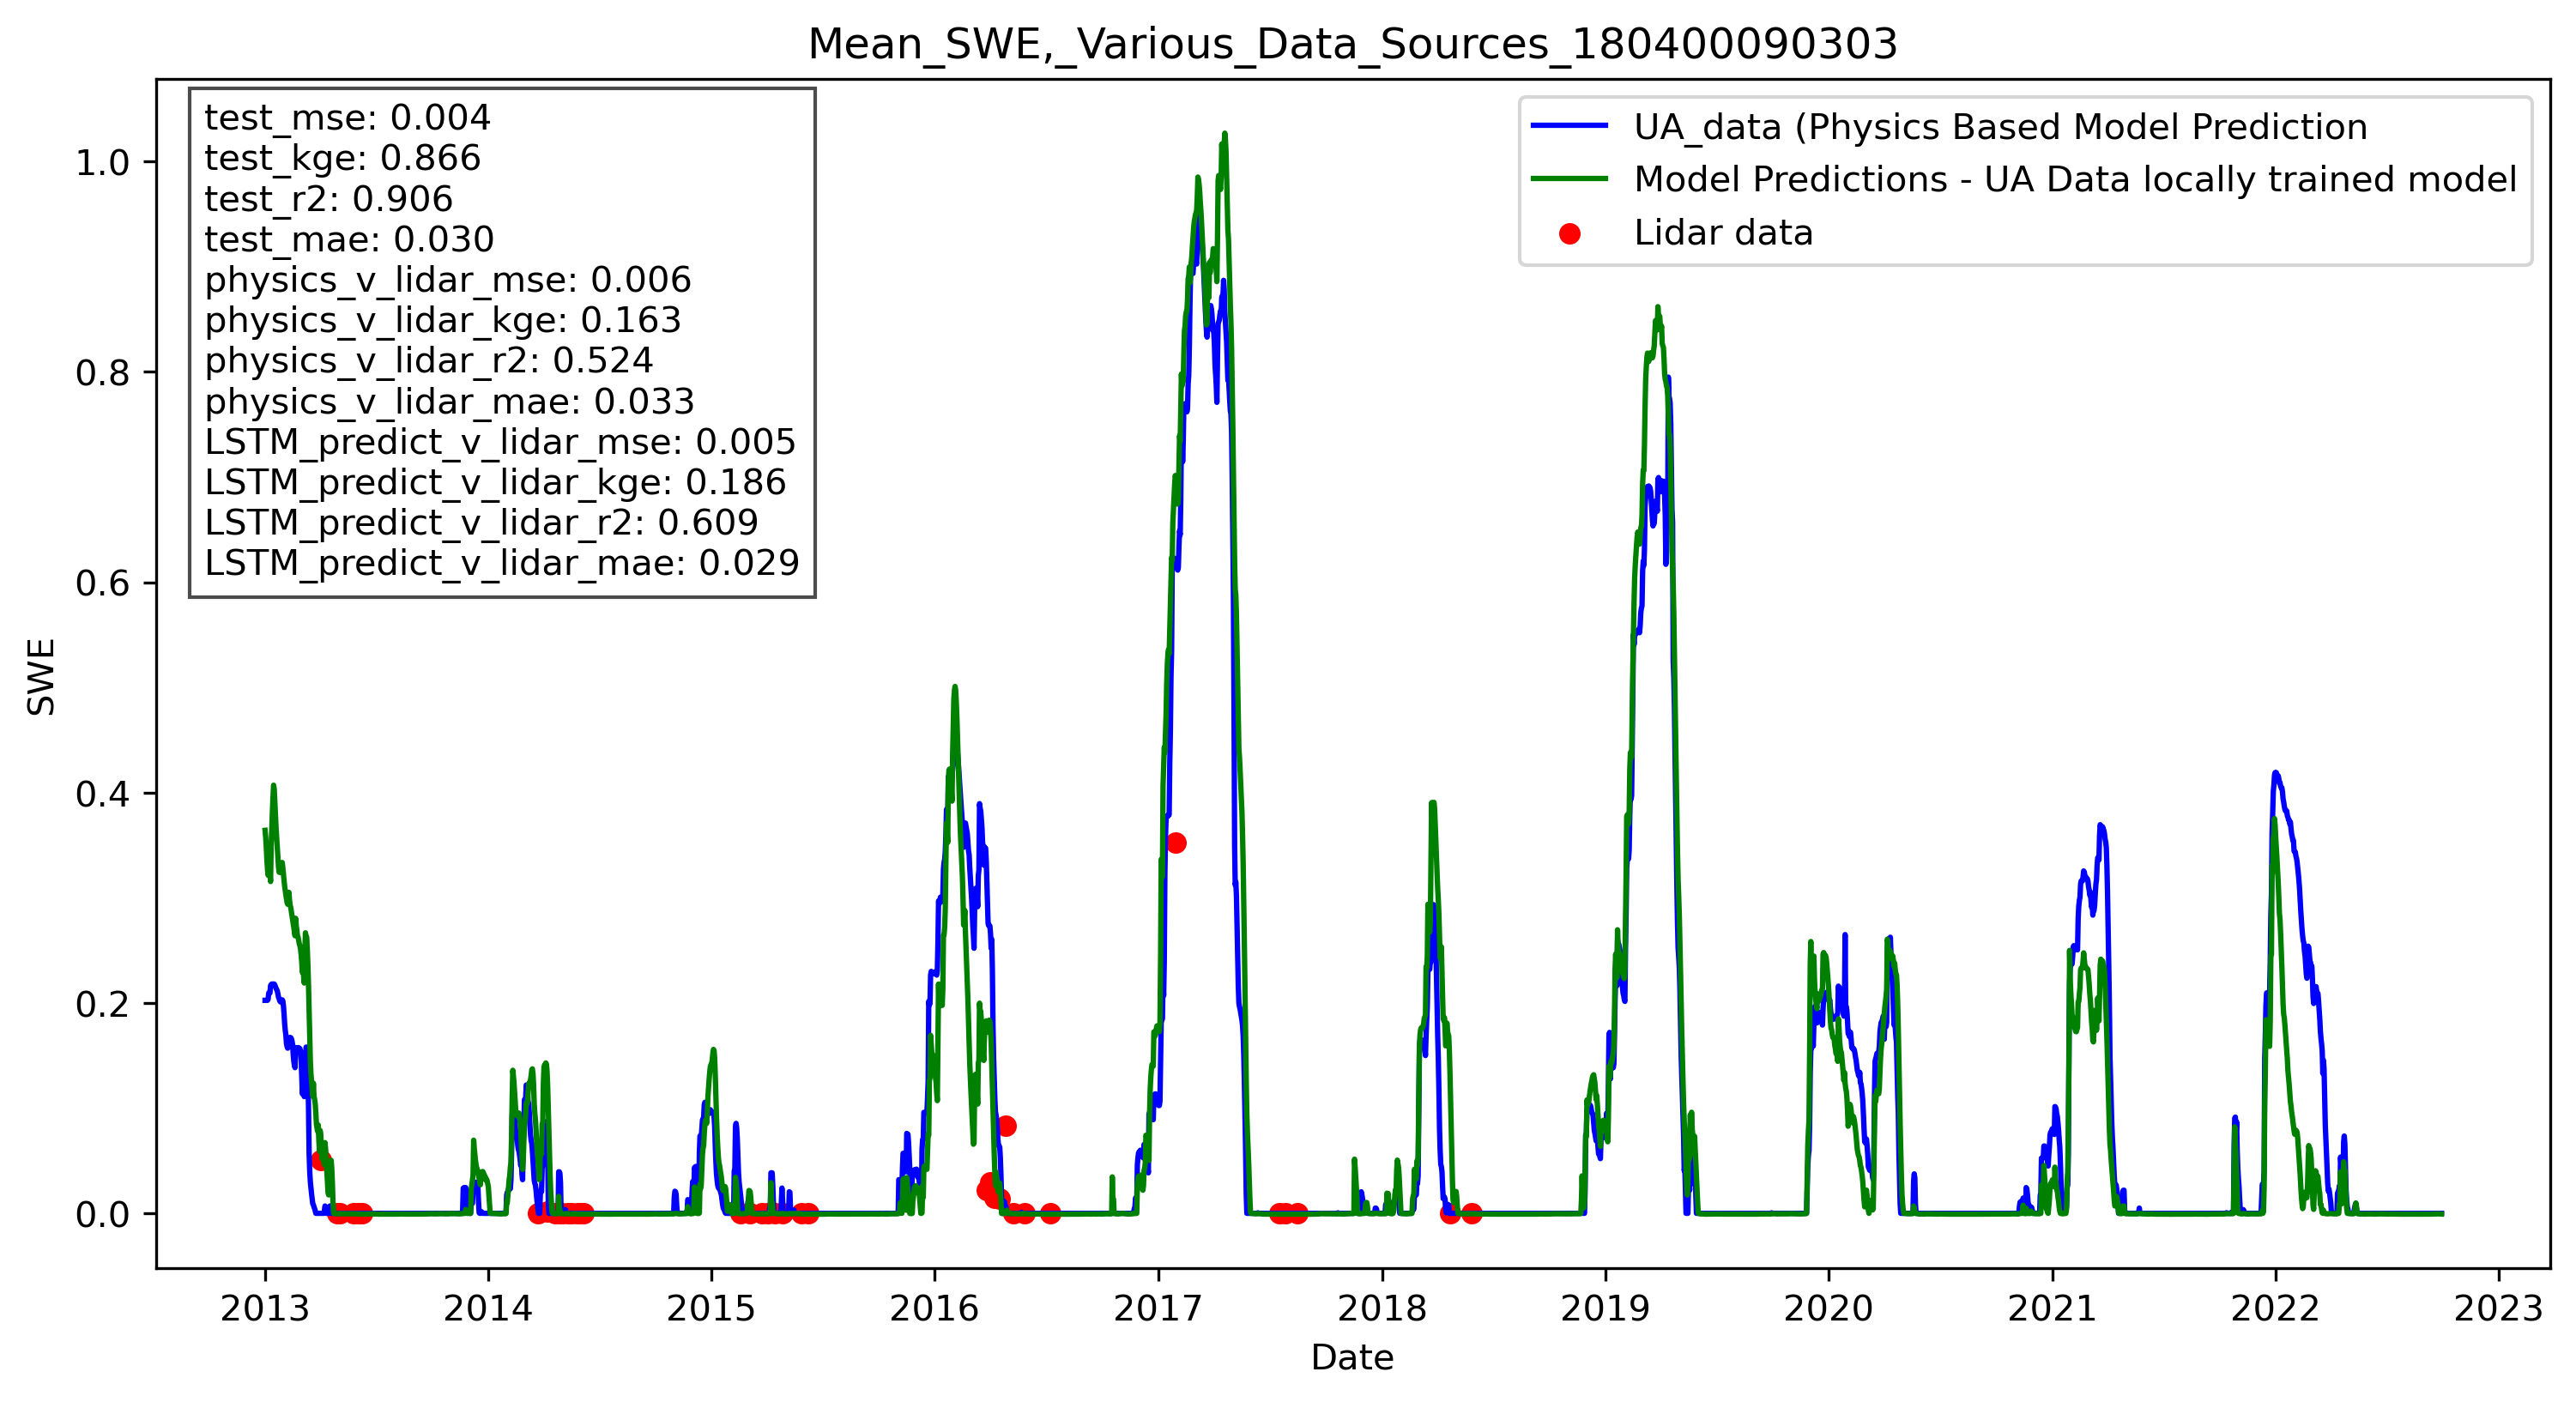 Mean_SWE,_Various_Data_Sources_180400090303
test_mse: 0.004
test_kge: 0.866
test_r2: 0.906
test_mae: 0.030
physics_v_lidar_mse: 0.006
physics_v_lidar_kge: 0.163
physics_v_lidar_r2: 0.524
physics_v_lidar_mae: 0.033
LSTM_predict_v_lidar_mse: 0.005
LSTM_predict_v_lidar_kge: 0.186
LSTM_predict_v_lidar_r2: 0.609
LSTM_predict_v_lidar_mae: 0.029
UA_data (Physics Based Model Prediction
Model Predictions - UA Data locally trained model
Lidar data
1.0
0.8
0.6
0.4
0.2
0.0
SWE
2013 2014 2015 2016 2017 2018 2019 2020 2021 2022 2023
Date